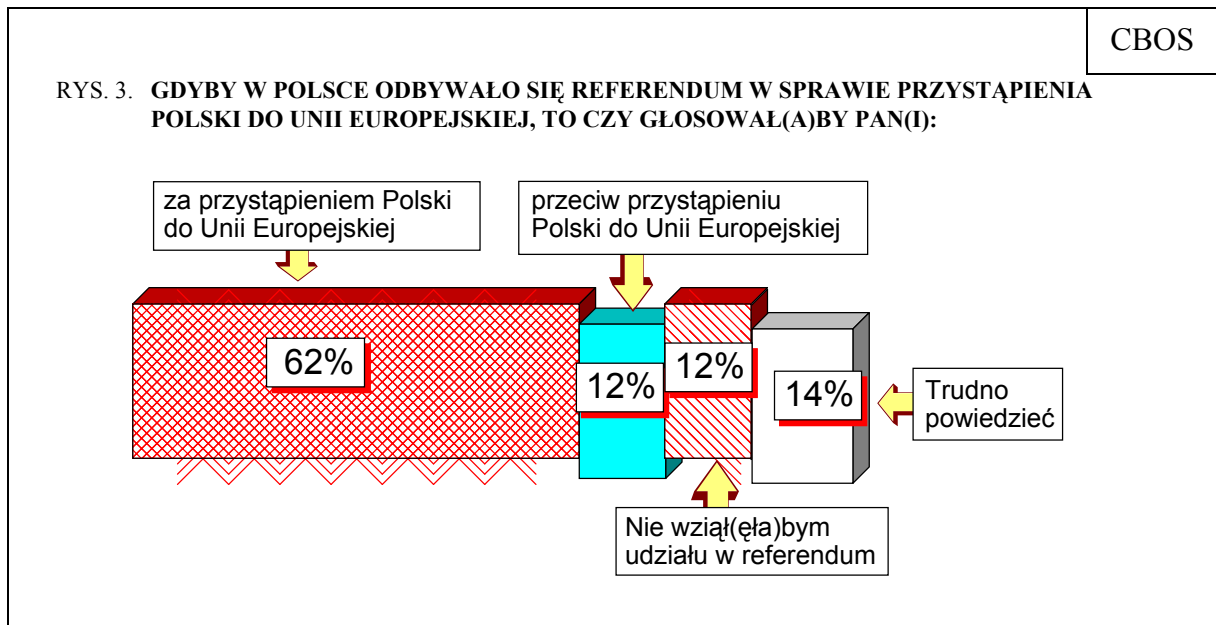 CBOS
RYS. 3. GDYBY W POLSCE ODBYWAŁO SIĘ REFERENDUM W SPRAWIE PRZYSTĄPIENIA
POLSKI DO UNII EUROPEJSKIEJ, TO CZY GŁOSOWAŁ(A)BY PAN(I):
za przystąpieniem Polski
do Unii Europejskiej
przeciw przystąpieniu
Polski do Unii Europejskiej
62%
12%
12%
14%
Trudno
powiedzieć
Nie wziął(ęła)bym
udziału w referendum